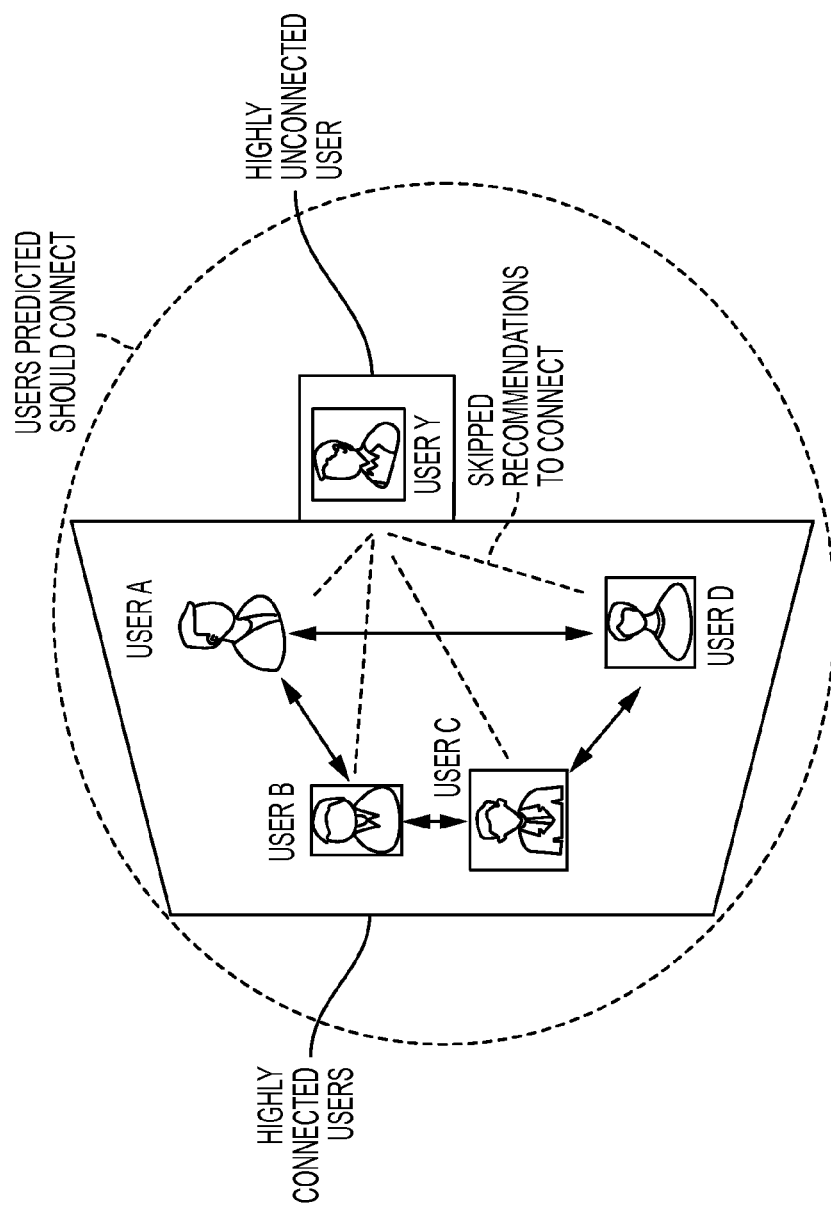 USERS PREDICTED
SHOULD CONNECT
HIGHLY
UNCONNECTED
USER
USER Y
SKIPPED
RECOMMENDATIONS
TO CONNECT
USER A
USER B
USER C
USER D
HIGHLY
CONNECTED
USERS